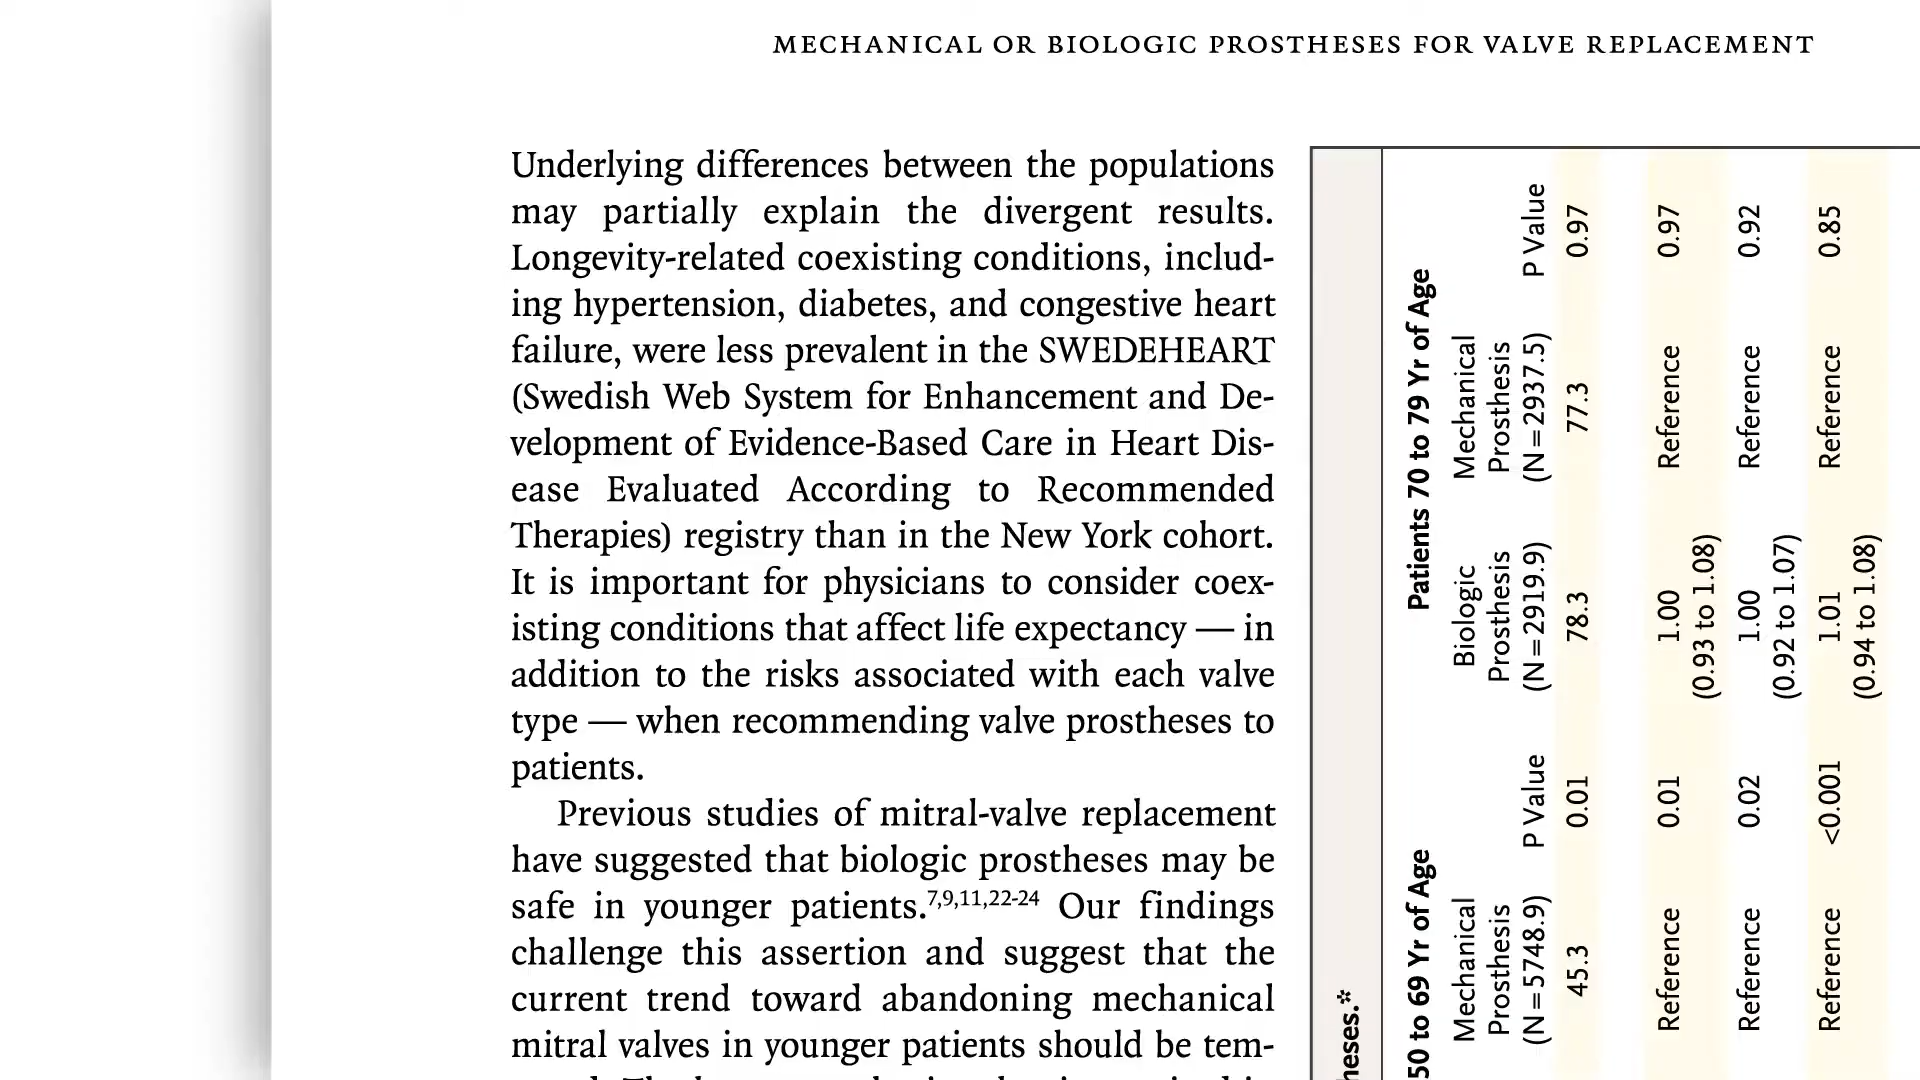 MECHANICAL OR BIOLOGIC PROSTHESES FOR VALVE REPLACEMENT
Underlying differences between the populations
may partially explain the divergent results.
Longevity-related coexisting conditions, includ-
ing hypertension, diabetes, and congestive heart
failure, were less prevalent in the SWEDEHEART
(Swedish Web System for Enhancement and De-
velopment of Evidence-Based Care in Heart Dis-
ease Evaluated According to Recommended
Therapies) registry than in the New York cohort.
It is important for physicians to consider coex-
isting conditions that affect life expectancy — in
addition to the risks associated with each valve
type — when recommending valve prostheses to
patients.
Previous studies of mitral-valve replacement
have suggested that biologic prostheses may be
safe in younger patients.7,9,11,22-24 Our findings
challenge this assertion and suggest that the
current trend toward abandoning mechanical
mitral valves in younger patients should be tem-
heses.*
50 to 69 Yr of Age
Patients 70 to 79 Yr of Age
Mechanical
Prosthesis
(N=5748.9)
P Value
Biologic
Prosthesis
(N=2919.9)
Mechanical
Prosthesis
(N=2937.5)
P Value
45.3
0.01
78.3
77.3
0.97
Reference
0.01
1.00
(0.93 to 1.08)
Reference
0.97
Reference
0.02
1.00
(0.92 to 1.07)
Reference
0.92
Reference
<0.001
1.01
(0.94 to 1.08)
Reference
0.85